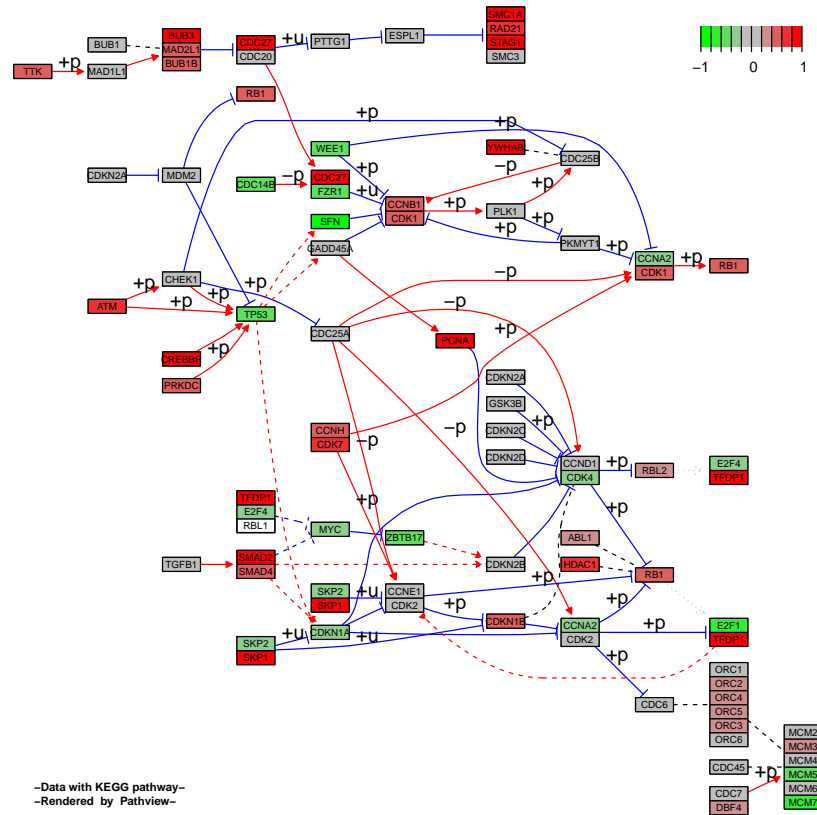 SMC1A
+u
BUB3
RAD21
CDC27
PTTG1
ESPL1
STAG1
BUB1
MAD2L1
CDC20
SMC3
+p
BUB1B
TTK
MAD1L1
−1 0 1
RB1
+p
WEE1
YWHAB
CDC25B
+p
−p
CDKN2A
MDM2
−p
CDC27
CDC14B
FZR1
+u
+p
CCNB1
+p
PLK1
CDK1
SFN
+p
GADD45A
PKMYT1
+p
CCNA2
+p
CDK1
RB1
+p
CHEK1
+p
−p
ATM
+p
+p
−p
TP53
CDC25A
+p
PCNA
CREBBP
PRKDC
CDKN2A
GSK3B
+p
CDKN2C
CCNH
−p
−p
CDK7
CDKN2D
CCND1
+p
RBL2
E2F4
CDK4
TFDP1
TFDP1
+p
+p
E2F4
RBL1
MYC
ZBTB17
ABL1
SMAD2
TGFB1
SMAD4
CDKN2B
HDAC1
RB1
+p
SKP2
+u
CCNE1
SKP1
CDK2
+p
+p
CDKN1B
CCNA2
+p
E2F1
CDKN1A
+u
+u
SKP2
CDK2
TFDP1
SKP1
+p
ORC1
ORC2
CDC6
ORC4
ORC5
ORC3
ORC6
MCM2
MCM3
MCM4
CDC45
+p
MCM5
CDC7
MCM6
DBF4
MCM7
−Data with KEGG pathway−
−Rendered by Pathview−